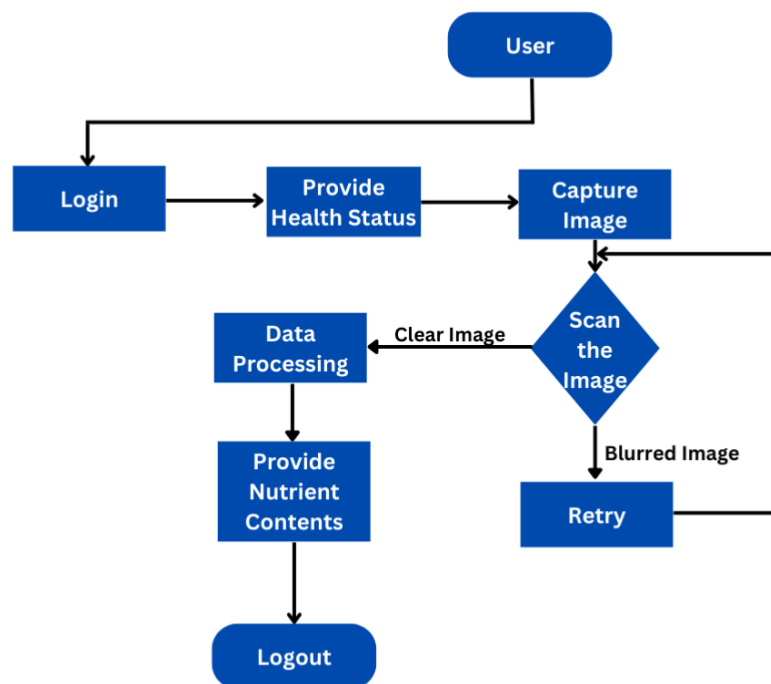 User
Login
Provide
Health Status
Capture
Image
Scan
the
Image
Clear Image
Data
Processing
Blurred Image
Provide
Nutrient
Contents
Retry
Logout